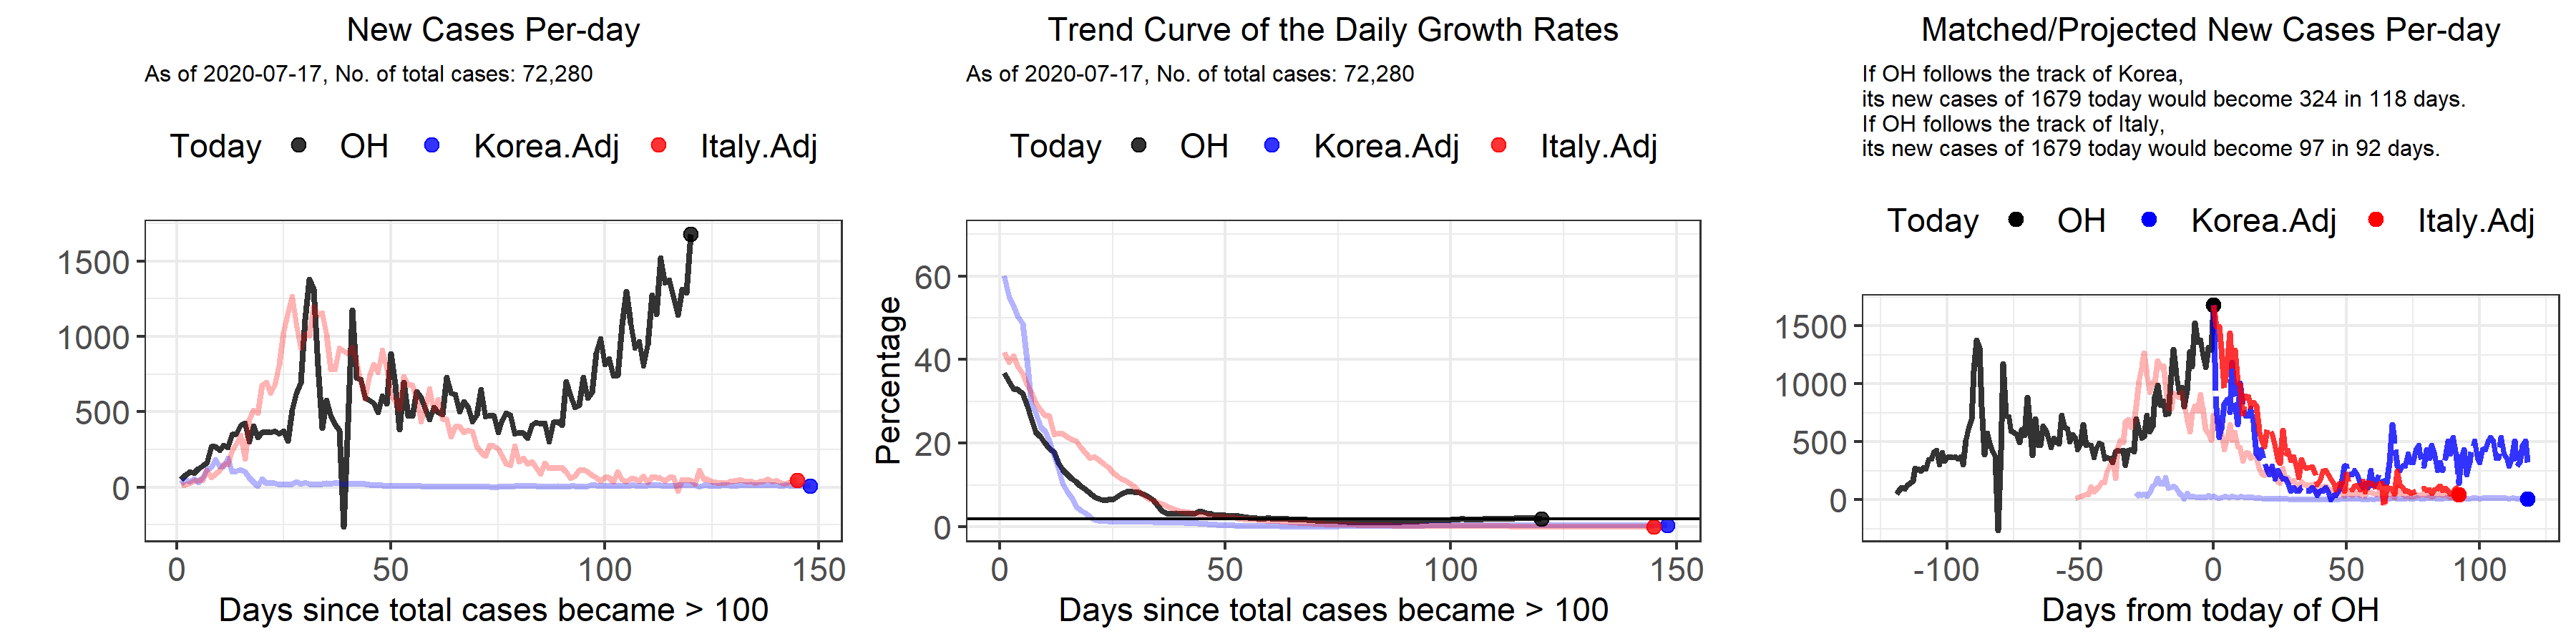 New Cases Per-day
As of 2020-07-17, No. of total cases: 72,280
Today OH Korea.Adj Italy.Adj
1500
1000
500
0
0 50 100 150
Days since total cases became > 100
Trend Curve of the Daily Growth Rates
As of 2020-07-17, No. of total cases: 72,280
Today OH Korea.Adj Italy.Adj
Percentage
60
40
20
0
0 50 100 150
Days since total cases became > 100
Matched/Projected New Cases Per-day
If OH follows the track of Korea,
its new cases of 1679 today would become 324 in 118 days.
If OH follows the track of Italy,
its new cases of 1679 today would become 97 in 92 days.
Today OH Korea.Adj Italy.Adj
1500
1000
500
0
-100 -50 0 50 100
Days from today of OH